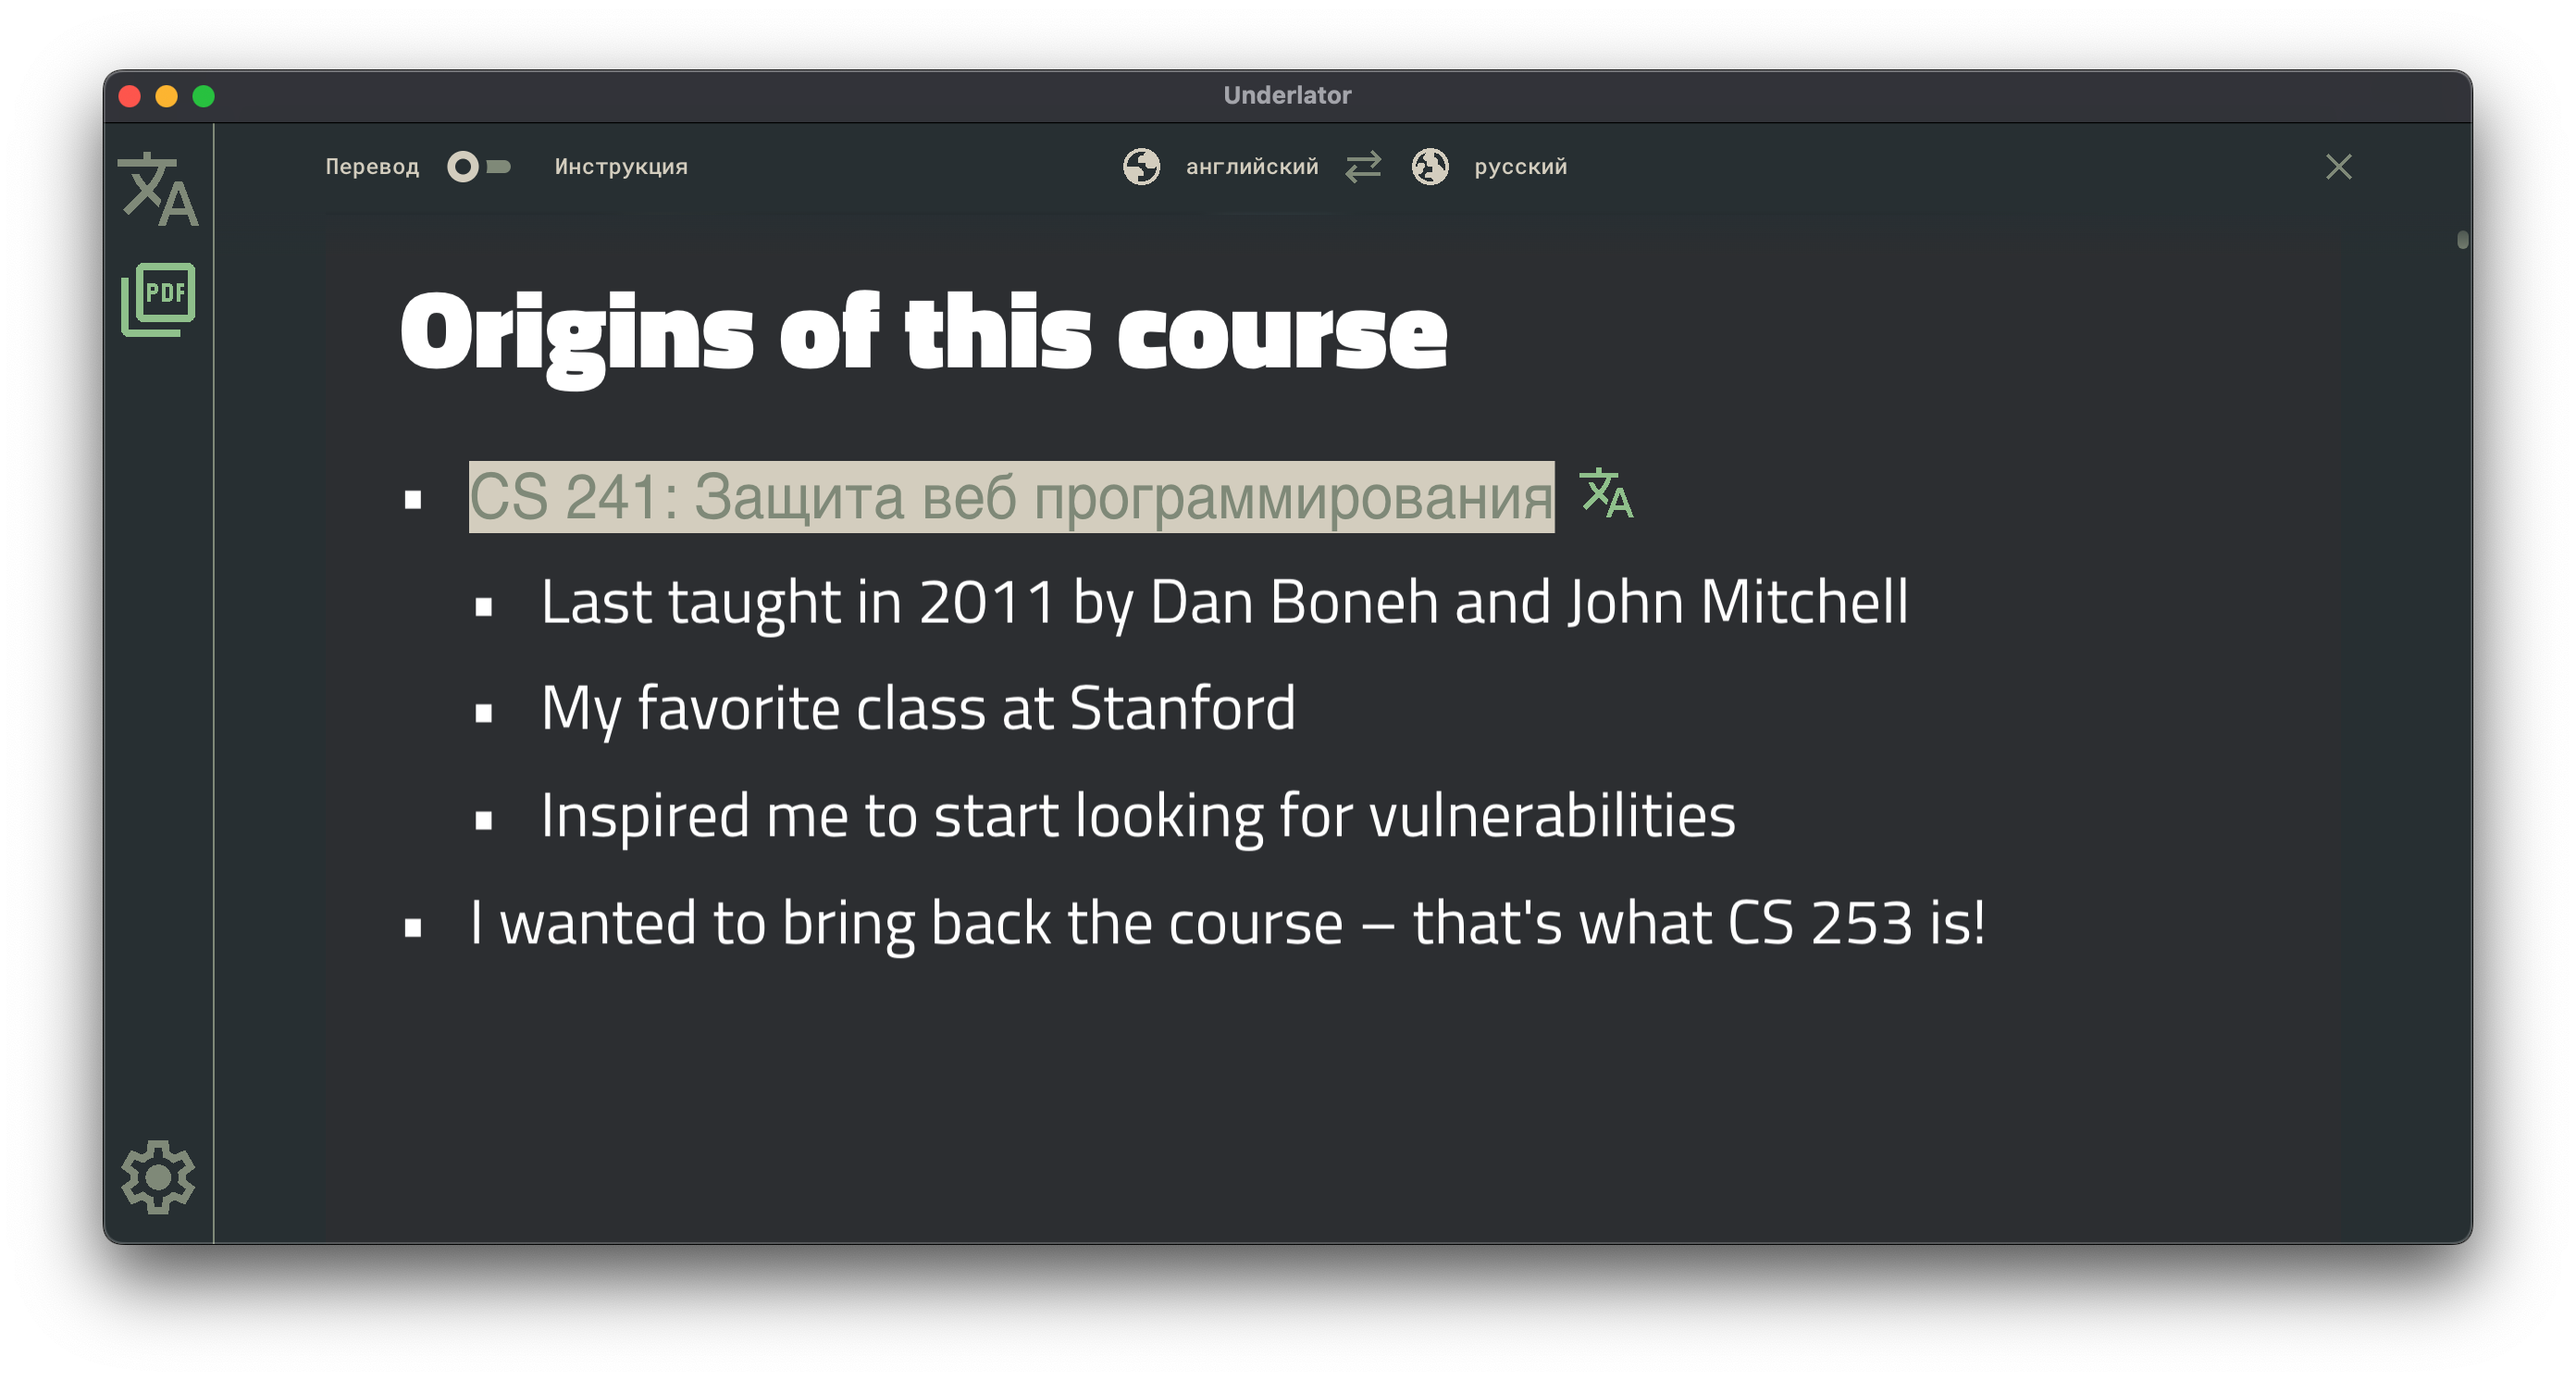 Underlator
Перевод Инструкция английский русский
PDF
Origins of this course
▪ CS 241: Защита веб программирования
▪ Last taught in 2011 by Dan Boneh and John Mitchell
▪ My favorite class at Stanford
▪ Inspired me to start looking for vulnerabilities
▪ I wanted to bring back the course – that's what CS 253 is!